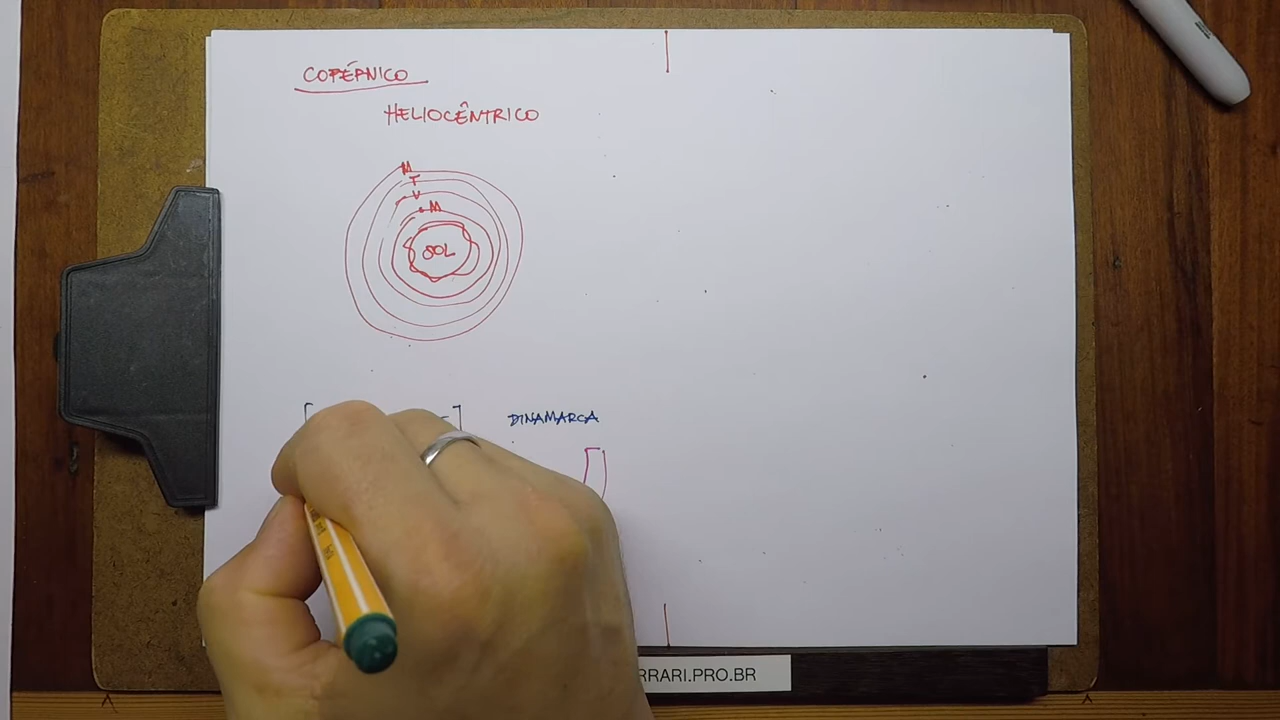 COPÉRNICO
HELIOCÊNTRICO
M
T
V
M
SOL
DINAMARCA
RRARI.PRO.BR